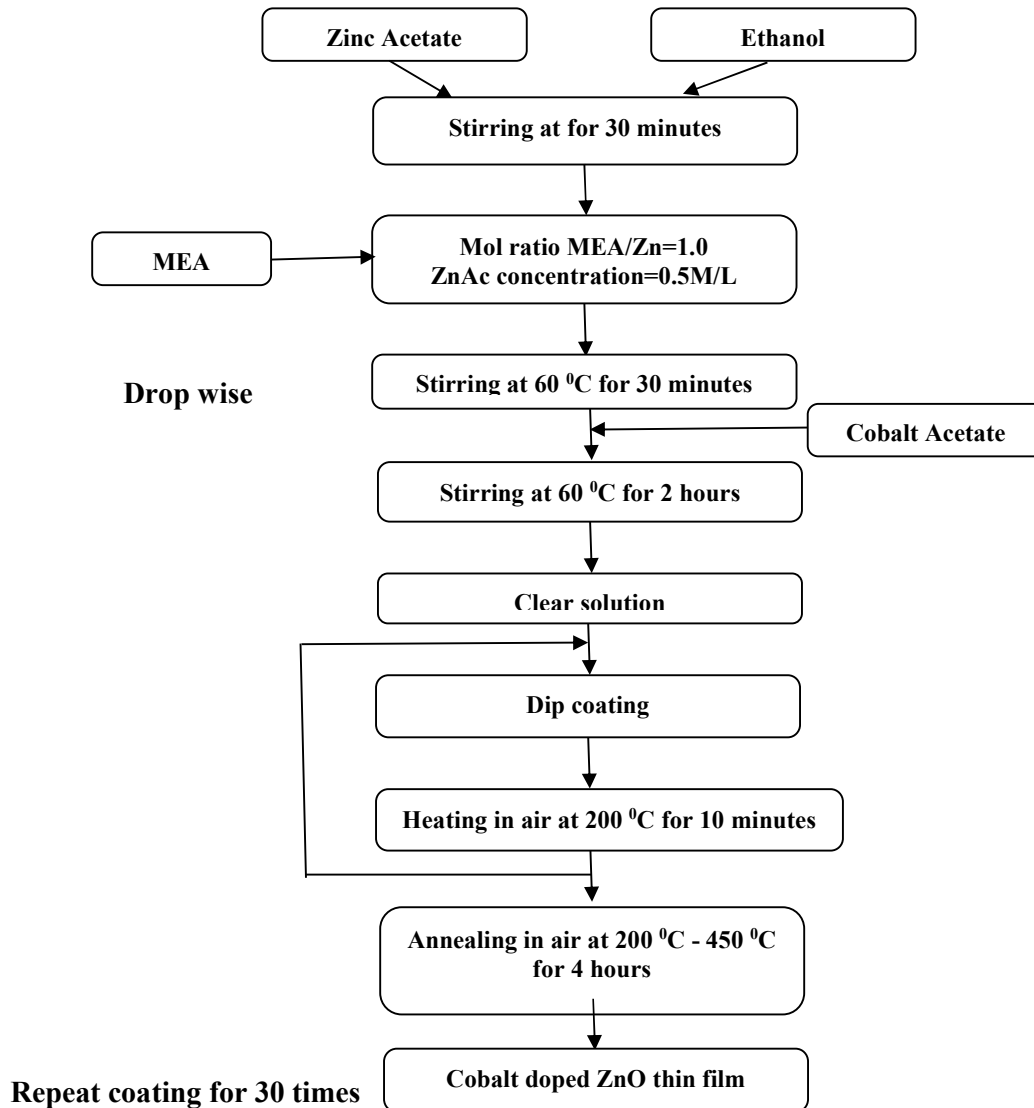 Zinc Acetate
Ethanol
Stirring at for 30 minutes
Mol ratio MEA/Zn=1.0
ZnAc concentration=0.5M/L
MEA
Stirring at 60 ⁰C for 30 minutes
Drop wise
Cobalt Acetate
Stirring at 60 ⁰C for 2 hours
Clear solution
Dip coating
Heating in air at 200 ⁰C for 10 minutes
Annealing in air at 200 ⁰C - 450 ⁰C
for 4 hours
Cobalt doped ZnO thin film
Repeat coating for 30 times